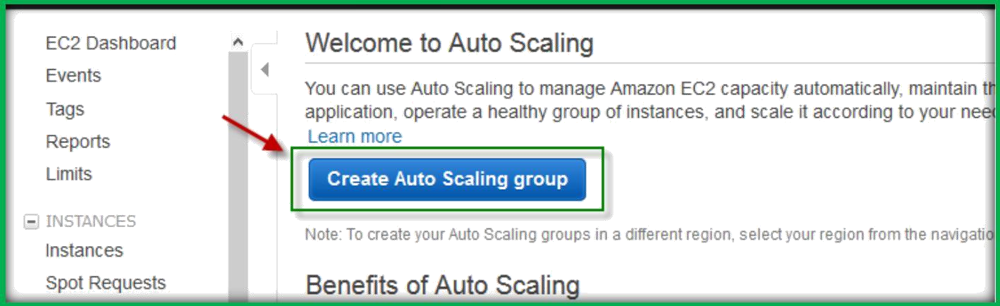 EC2 Dashboard
Events
Tags
Reports
Limits
INSTANCES
Instances
Spot Requests
Welcome to Auto Scaling
You can use Auto Scaling to manage Amazon EC2 capacity automatically, maintain
application, operate a healthy group of instances, and scale it according to your
Learn more
Create Auto Scaling group
Note: To create your Auto Scaling groups in a different region, select your region from the
Benefits of Auto Scaling